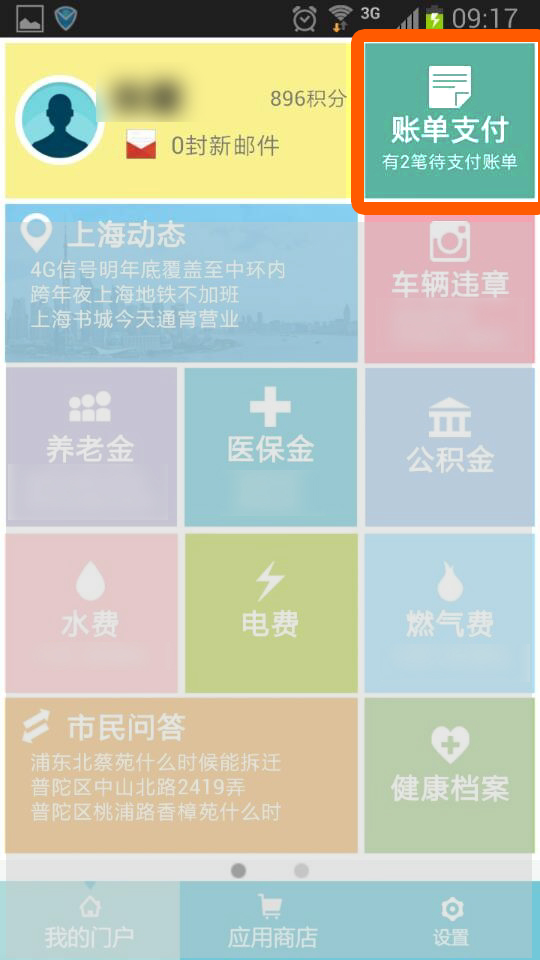 3G 09:17
896积分
0封新邮件
账单支付
有2笔待支付账单
上海动态
4G信号明年底覆盖至中环内
跨年夜上海地铁不加班
上海书城今天通宵营业
车辆违章
养老金
医保金
公积金
水费
电费
燃气费
市民问答
浦东北蔡苑什么时候能拆迁
普陀区中山北路2419弄
普陀区桃浦路香樟苑什么时
健康档案
我的门户
应用商店
设置